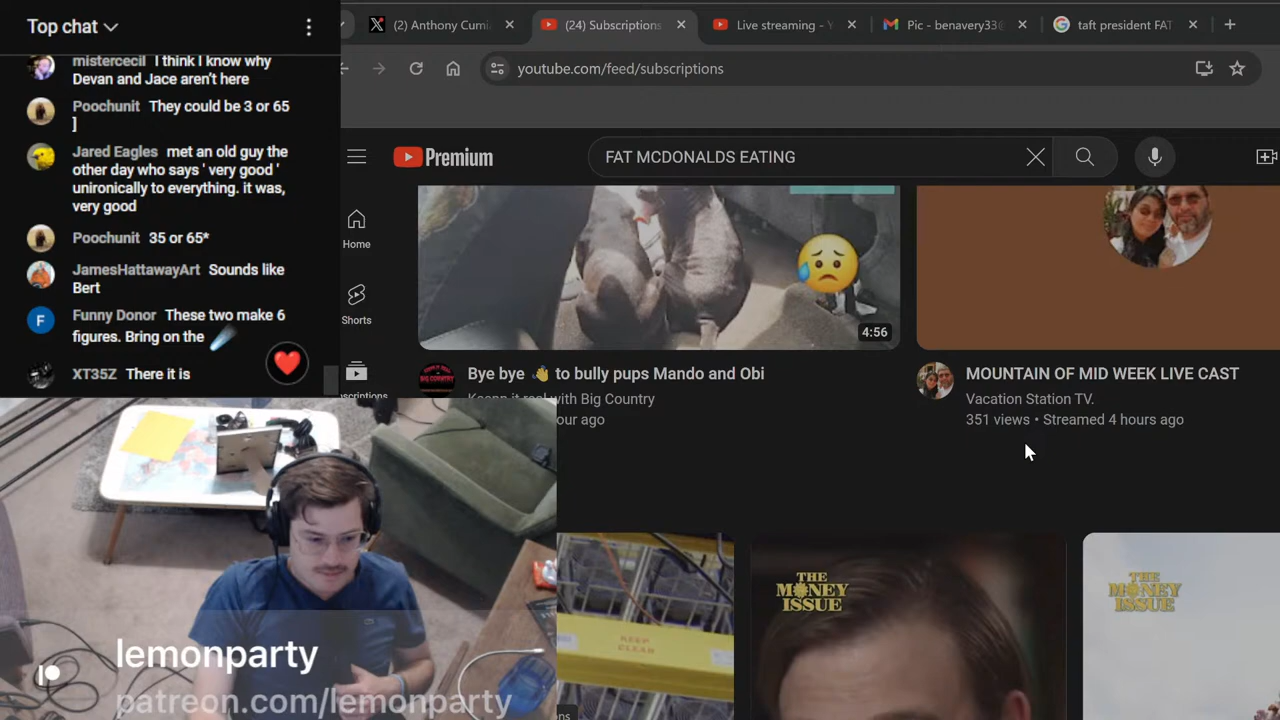 Top chat
mistercecil I think I know why
Devan and Jace aren't here
Poochunit They could be 3 or 65
]
Jared Eagles met an old guy the
other day who says ' very good '
unironically to everything. it was,
very good
Poochunit 35 or 65*
JamesHattawayArt Sounds like
Bert
F
Funny Donor These two make 6
figures. Bring on the
XT35Z There it is
(2) Anthony Cumi
(24) Subscriptions
Live streaming - Y
Pic - benavery33@
taft president FAT
youtube.com/feed/subscriptions
Premium
FAT MCDONALDS EATING
Home
Shorts
4:56
Bye bye 👋 to bully pups Mando and Obi
with Big Country
our ago
MOUNTAIN OF MID WEEK LIVE CAST
Vacation Station TV.
351 views • Streamed 4 hours ago
KEEP
CLEAR
THE
MONEY
ISSUE
THE
MONEY
ISSUE
lemonparty
patreon.com/lemonparty